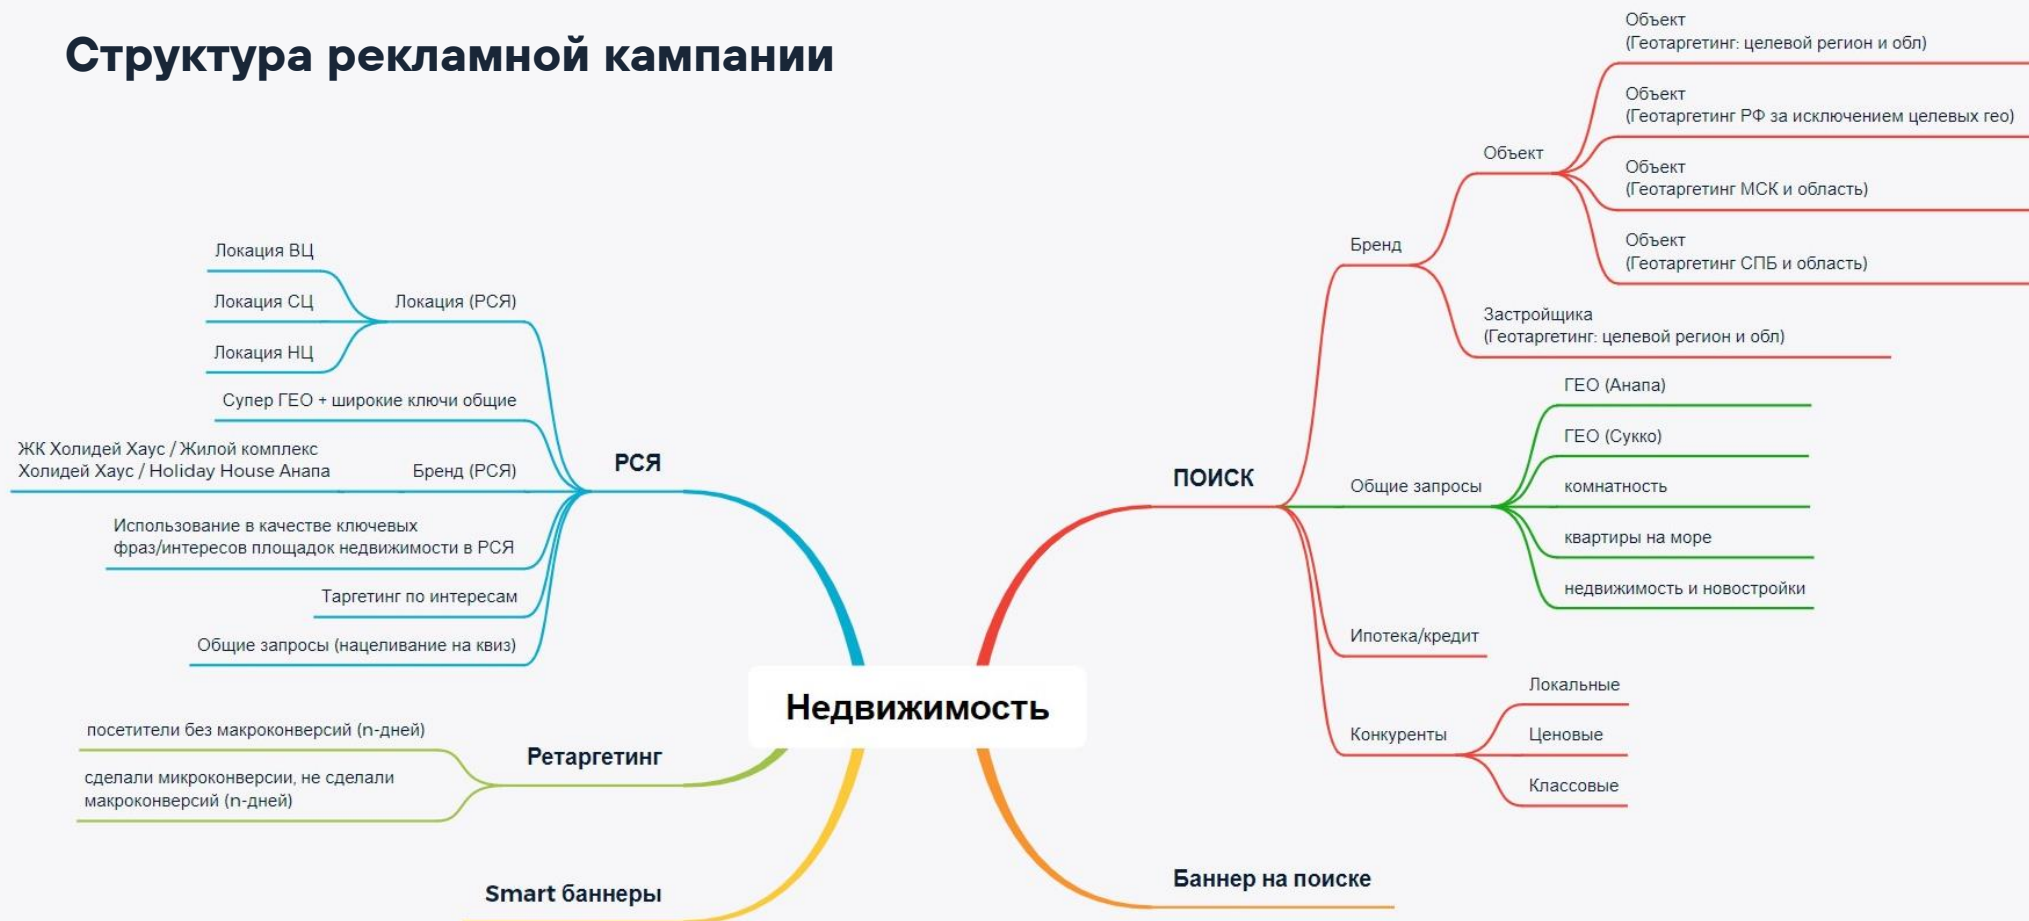 Структура рекламной кампании
Локация ВЦ
Локация СЦ
Локация НЦ
Локация (РСЯ)
Супер ГЕО + широкие ключи общие
ЖК Холидей Хаус / Жилой комплекс
Холидей Хаус / Holiday House Анапа
Бренд (РСЯ)
Использование в качестве ключевых
фраз/интересов площадок недвижимости в РСЯ
Таргетинг по интересам
Общие запросы (нацеливание на квиз)
РСЯ
посетители без макроконверсий (n-дней)
сделали микроконверсии, не сделали
макроконверсий (n-дней)
Ретаргетинг
Smart баннеры
Недвижимость
ПОИСК
Бренд
Объект
Объект
(Геотаргетинг: целевой регион и обл)
Объект
(Геотаргетинг РФ за исключением целевых гео)
Объект
(Геотаргетинг МСК и область)
Объект
(Геотаргетинг СПБ и область)
Застройщика
(Геотаргетинг: целевой регион и обл)
Общие запросы
ГЕО (Анапа)
ГЕО (Сукко)
комнатность
квартиры на море
недвижимость и новостройки
Ипотека/кредит
Конкуренты
Локальные
Ценовые
Классовые
Баннер на поиске